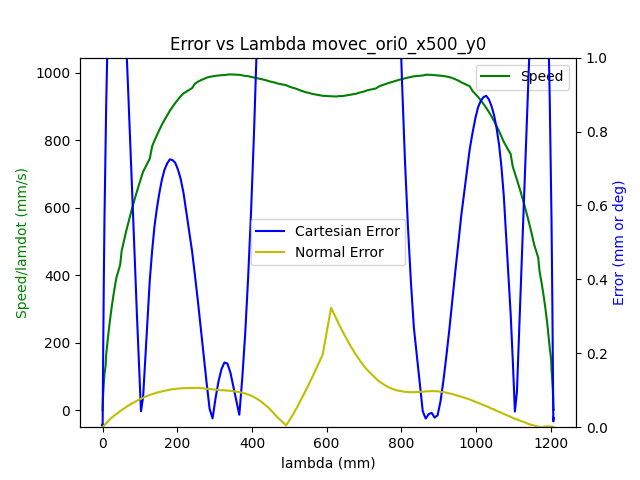 Error vs Lambda movec_ori0_x500_y0
Speed/lamdot (mm/s)
1000
800
600
400
200
0
Speed
Cartesian Error
Normal Error
1.0
0.8
0.6
0.4
0.2
0.0
Error (mm or deg)
0 200 400 600 800 1000 1200
lambda (mm)